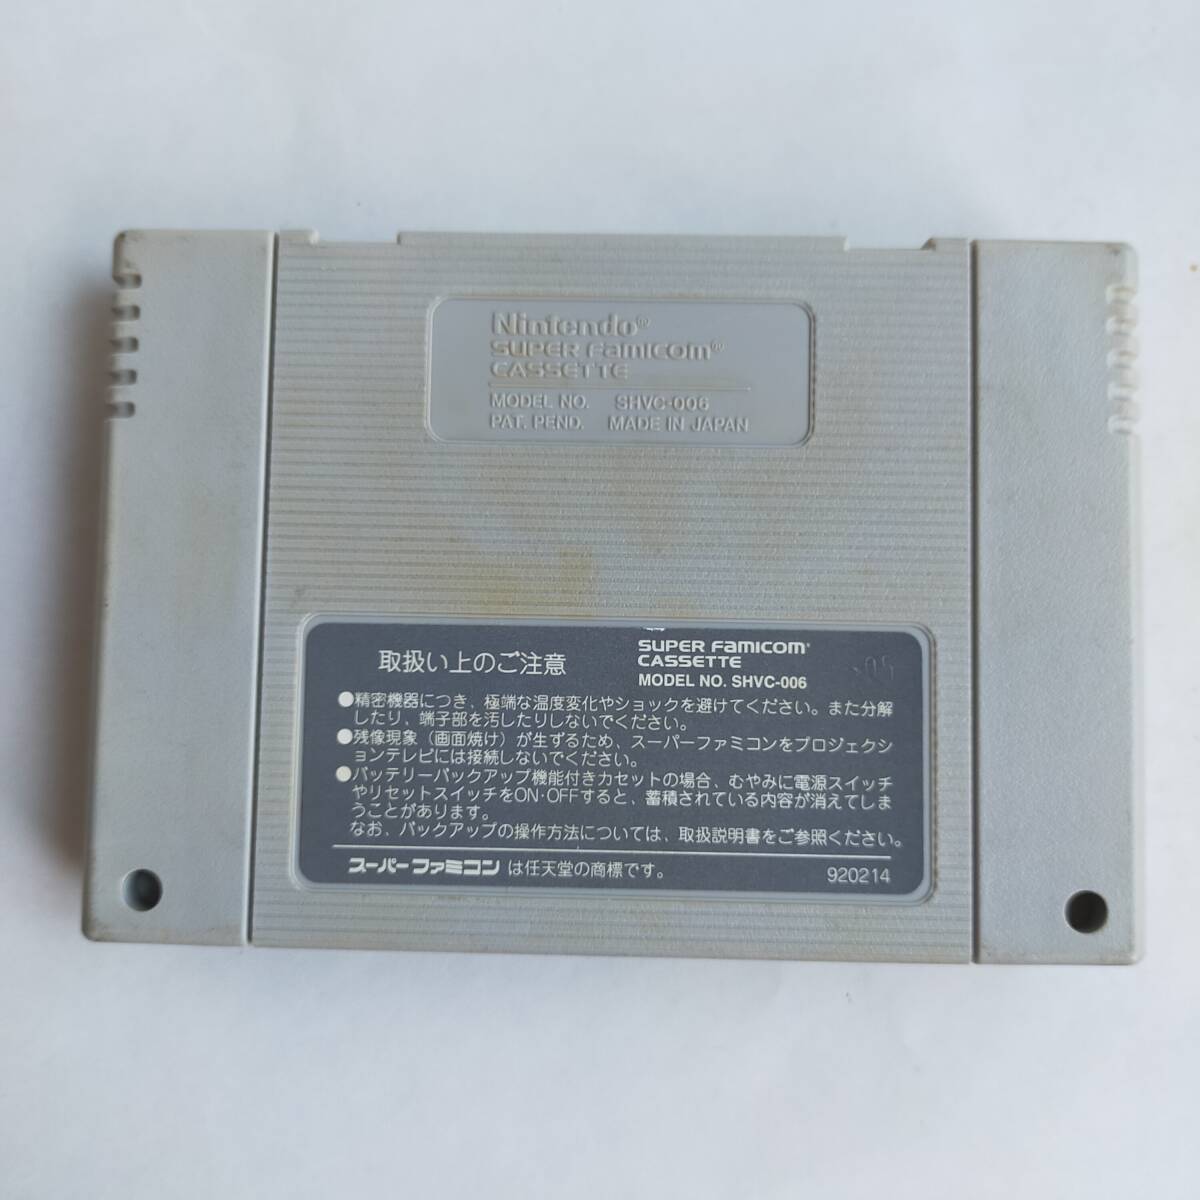 Nintendo®
SUPER FAMICOM®
CASSETTE
MODEL NO. SHVC-006
PAT. PEND. MADE IN JAPAN
取扱い上のご注意
SUPER FAMICOM®
CASSETTE
MODEL NO. SHVC-006
●精密機器につき、極端な温度変化やショックを避けてください。また分解
したり、端子部を汚したりしないでください。
●残像現象（画面焼け）が生ずるため、スーパーファミコンをプロジェクシ
ョンテレビには接続しないでください。
●バッテリーバックアップ機能付きカセットの場合、むやみに電源スイッチ
やリセットスイッチをON·OFFすると、蓄積されている内容が消えてしま
うことがあります。
なお、バックアップの操作方法については、取扱説明書をご参照ください。
スーパーファミコン は任天堂の商標です。
920214